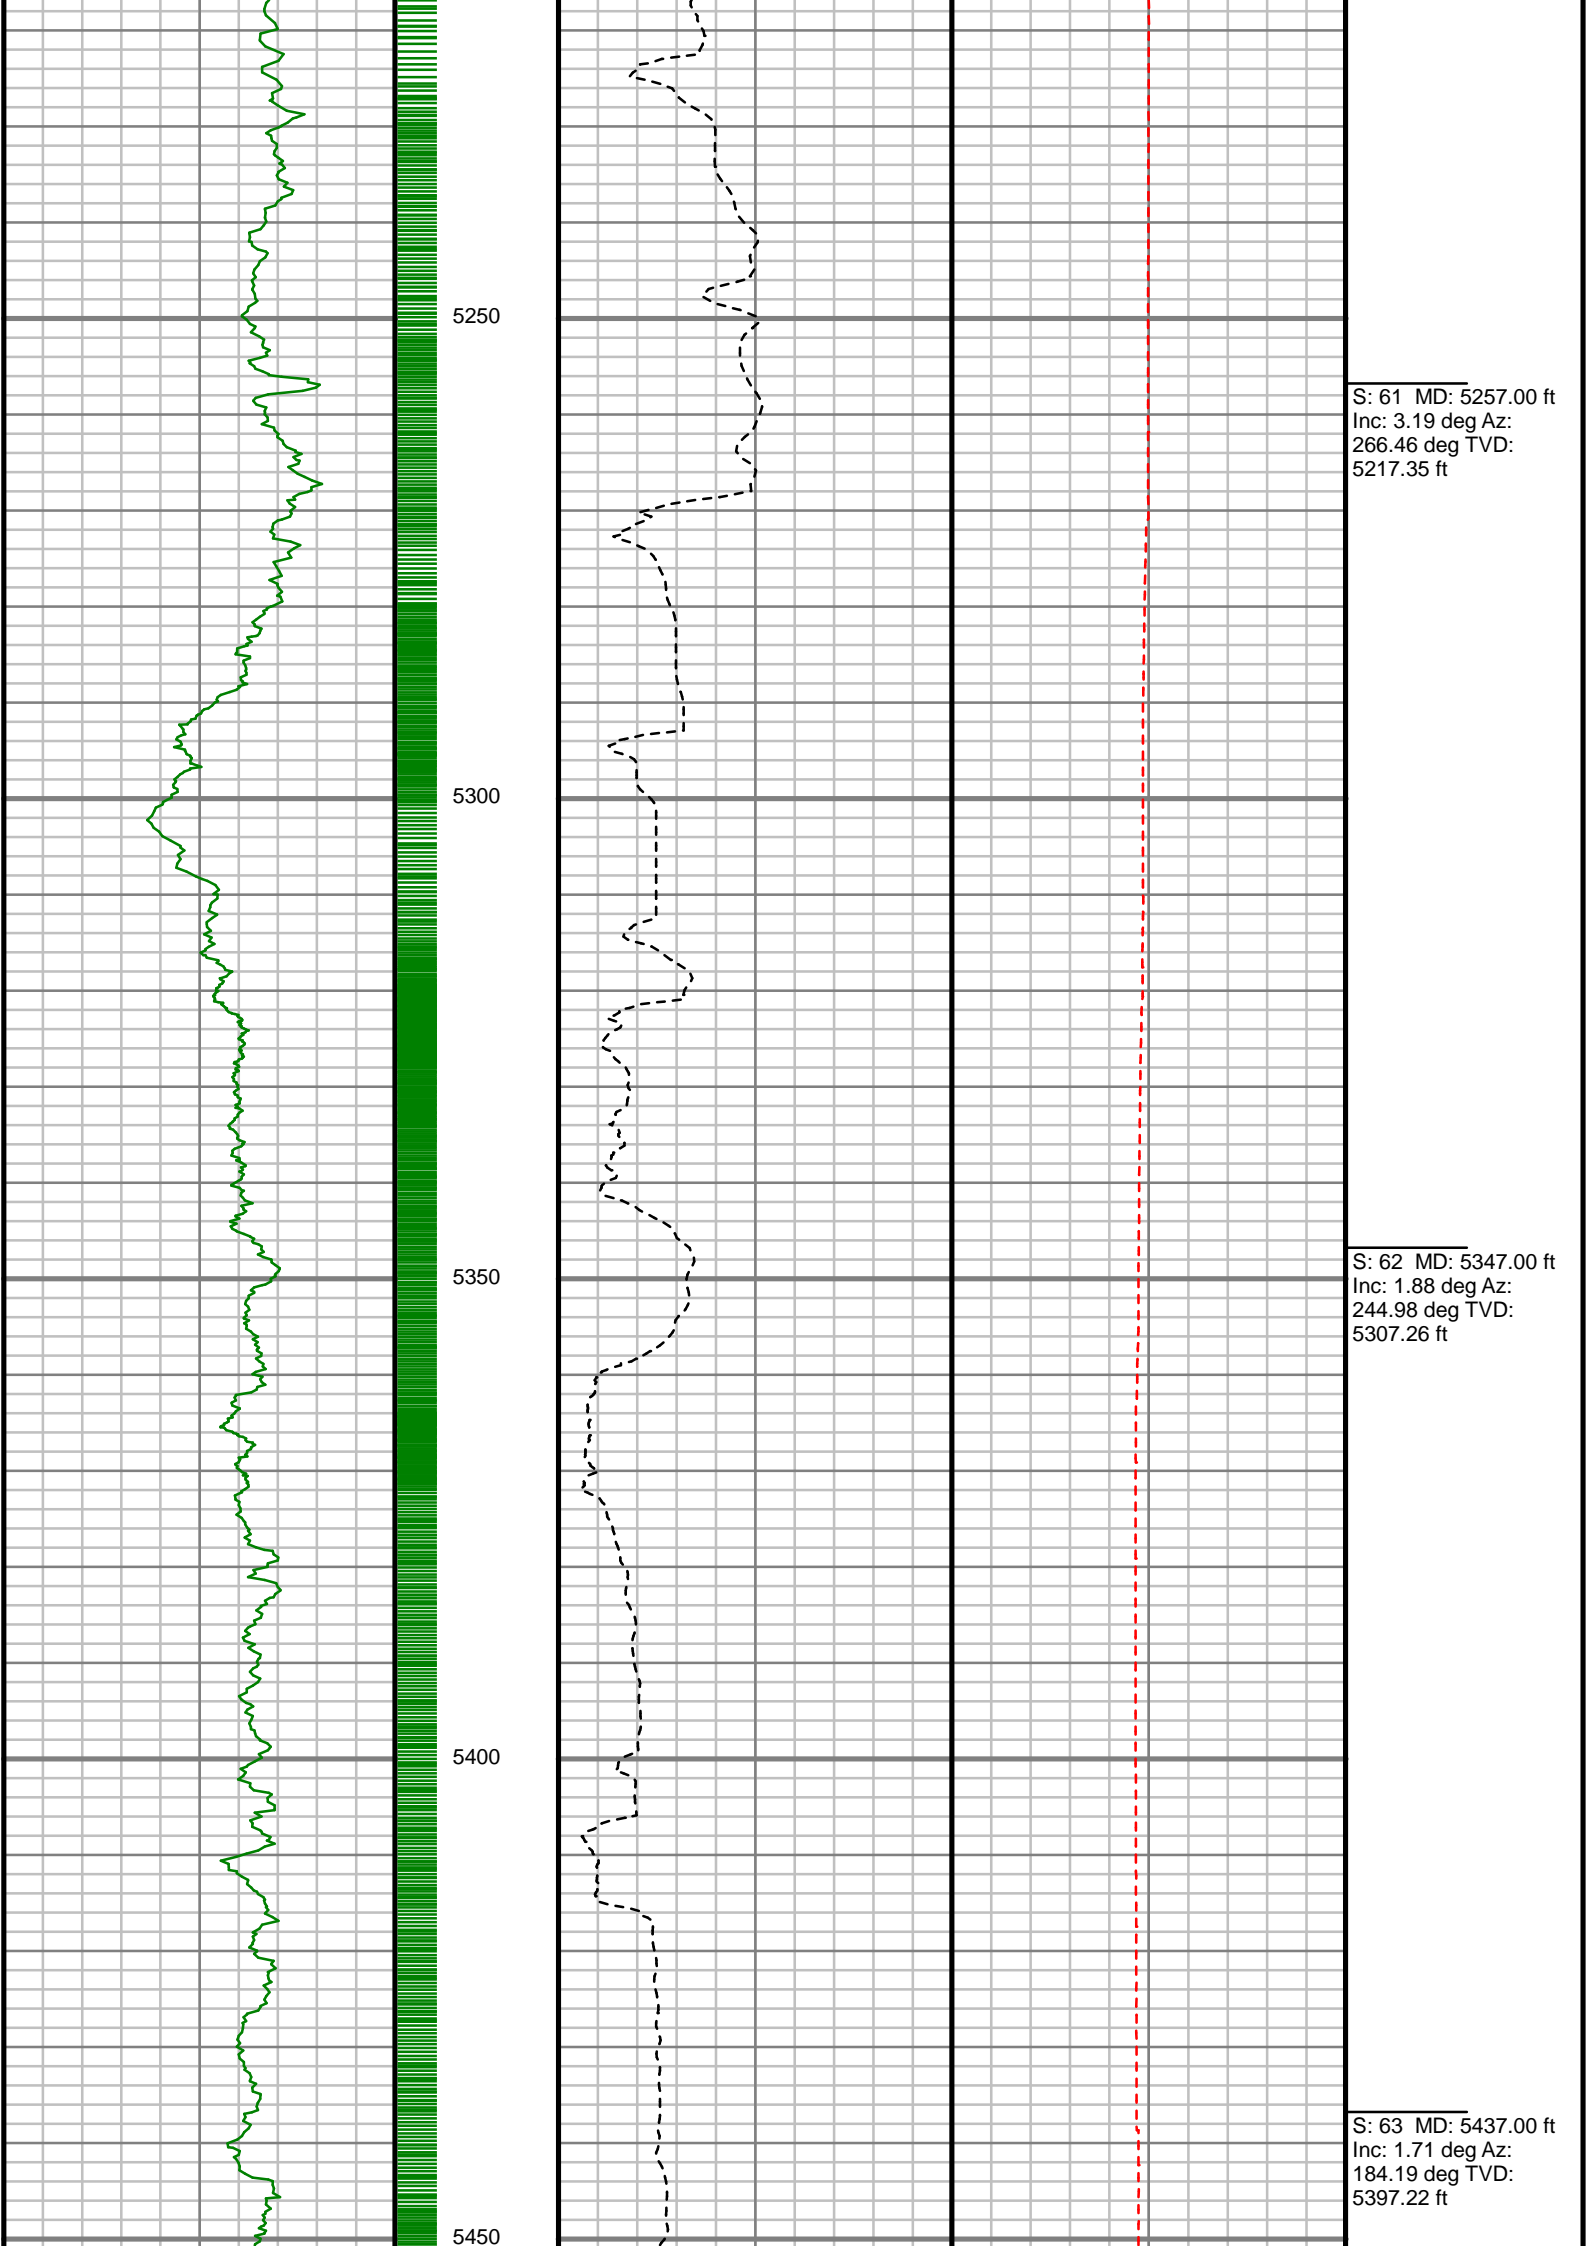 5250
S: 61 MD: 5257.00 ft
Inc: 3.19 deg Az:
266.46 deg TVD:
5217.35 ft
5300
S: 62 MD: 5347.00 ft
Inc: 1.88 deg Az:
244.98 deg TVD:
5307.26 ft
5350
5400
S: 63 MD: 5437.00 ft
Inc: 1.71 deg Az:
184.19 deg TVD:
5397.22 ft
5450